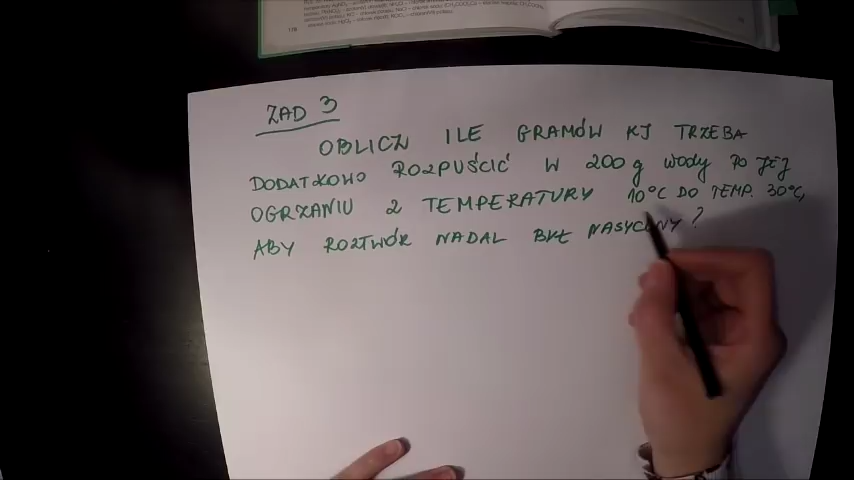 ZAD 3
OBLICZ ILE GRAMÓW KJ TRZEBA
DODATKOWO ROZPUŚCIĆ W 200 g WODY PO JEJ
OGRZANIU Z TEMPERATURY 10°C DO TEMP. 30°C,
ABY ROZTWÓR NADAL BYŁ NASYCONY?
178